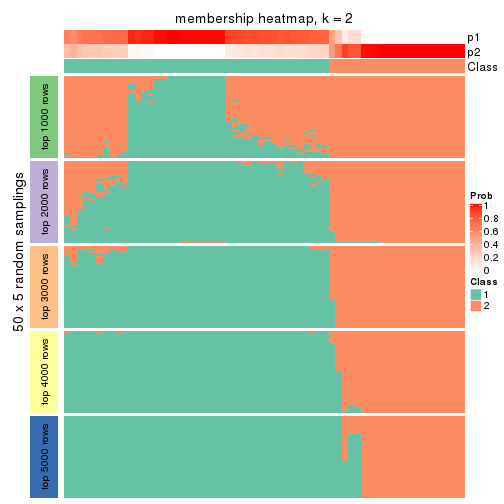 membership heatmap, k = 2
p1
p2
Class
50 x 5 random samplings
top 1000 rows
top 2000 rows
top 3000 rows
top 4000 rows
top 5000 rows
Prob
1
0.8
0.6
0.4
0.2
0
Class
1
2